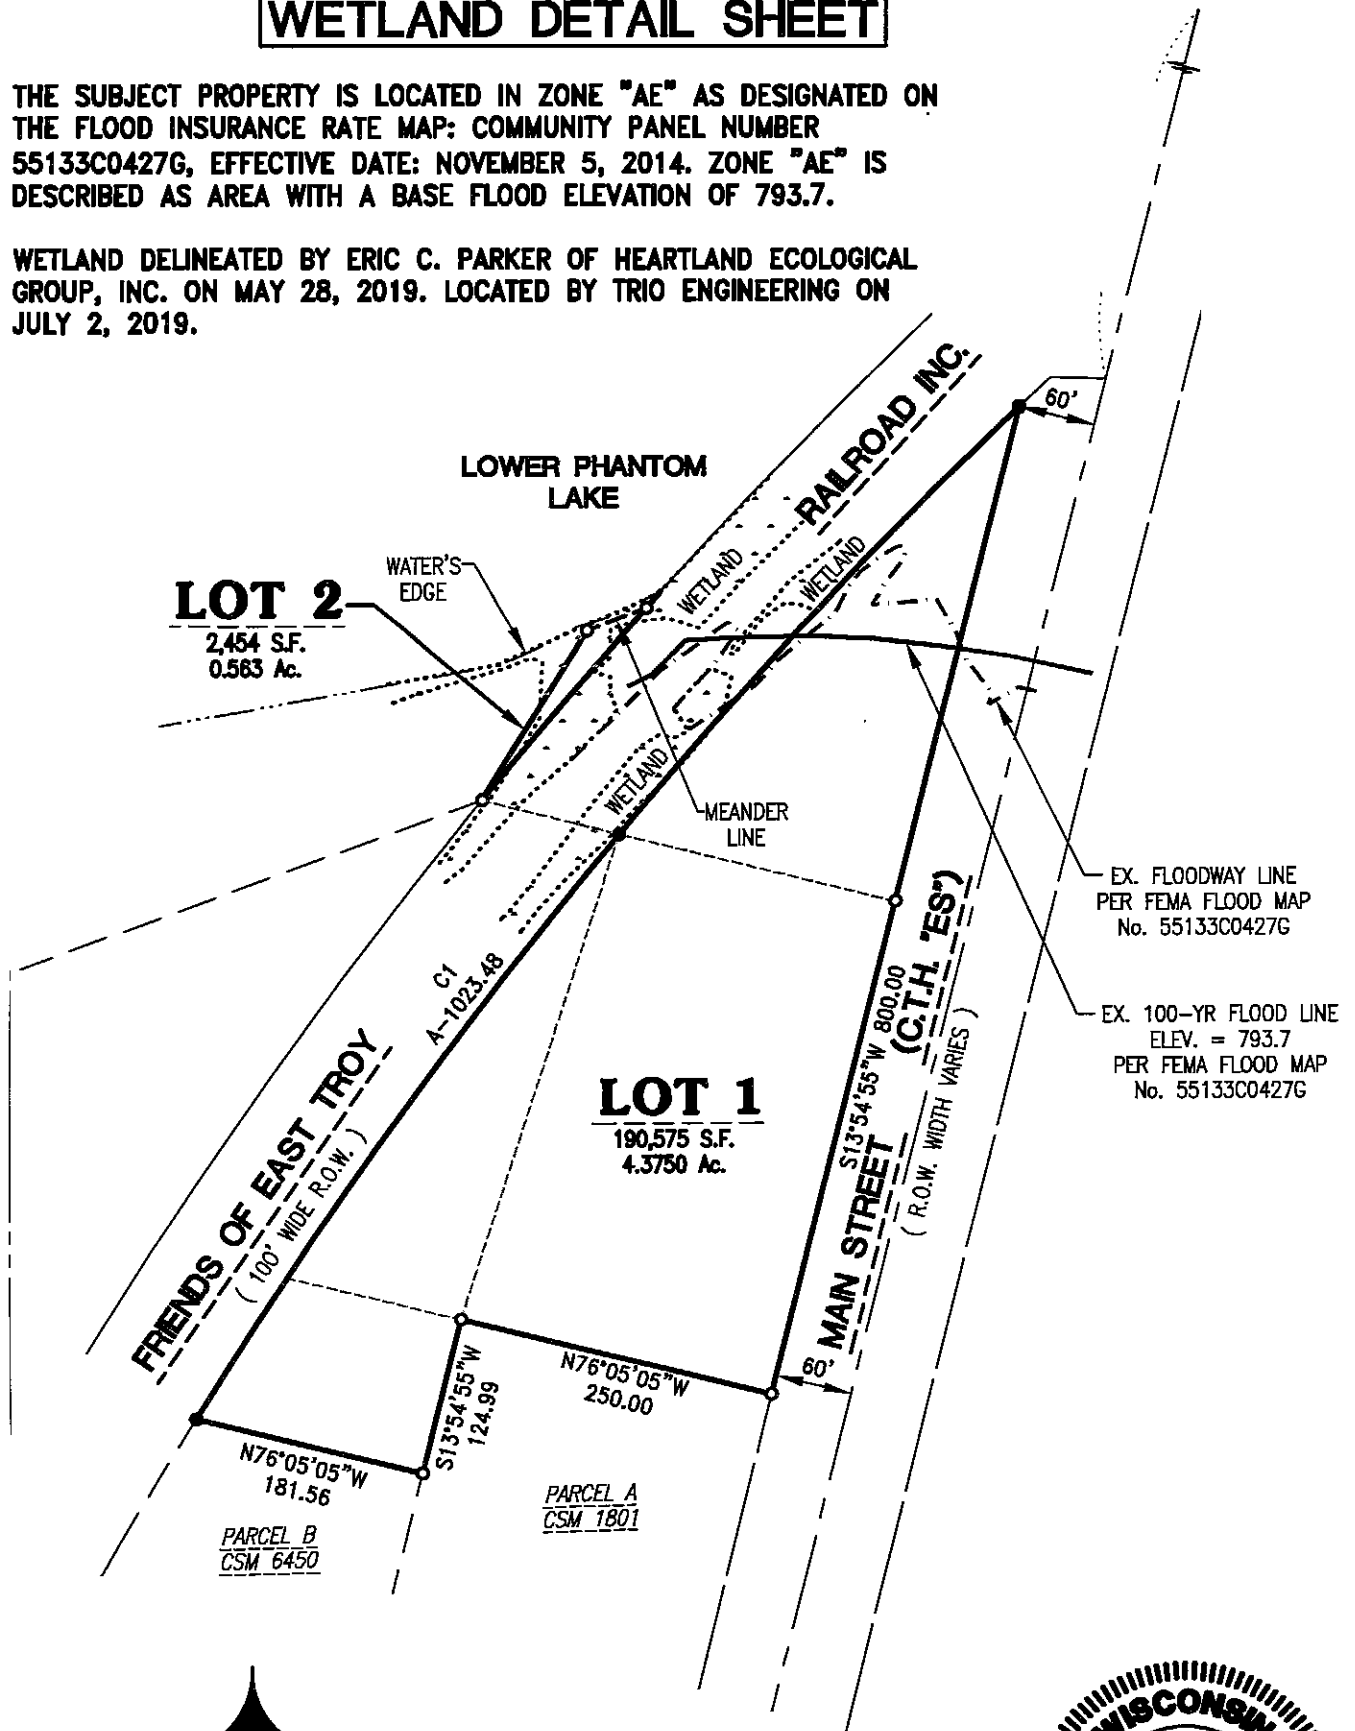 WETLAND DETAIL SHEET
THE SUBJECT PROPERTY IS LOCATED IN ZONE "AE" AS DESIGNATED ON
THE FLOOD INSURANCE RATE MAP: COMMUNITY PANEL NUMBER
55133C0427G, EFFECTIVE DATE: NOVEMBER 5, 2014. ZONE "AE" IS
DESCRIBED AS AREA WITH A BASE FLOOD ELEVATION OF 793.7.
WETLAND DELINEATED BY ERIC C. PARKER OF HEARTLAND ECOLOGICAL
GROUP, INC. ON MAY 28, 2019. LOCATED BY TRIO ENGINEERING ON
JULY 2, 2019.
60'
RAILROAD INC.
LOWER PHANTOM
LAKE
WATER'S
EDGE
LOT 2
2,454 S.F.
0.563 Ac.
WETLAND
WETLAND
WETLAND
MEANDER
LINE
EX. FLOODWAY LINE
PER FEMA FLOOD MAP
No. 55133C0427G
EX. 100-YR FLOOD LINE
ELEV. = 793.7
PER FEMA FLOOD MAP
No. 55133C0427G
C1
A-1023.48
FRIENDS OF EAST TROY
( 100' WIDE R.O.W. )
LOT 1
190,575 S.F.
4.3750 Ac.
S13°54'55"W 800.00
MAIN STREET
(C.T.H. "ES")
( R.O.W. WIDTH VARIES )
60'
N76°05'05"W
250.00
S13°54'55"W
124.99
N76°05'05"W
181.56
PARCEL A
CSM 1801
PARCEL B
CSM 6450
WISCONSIN